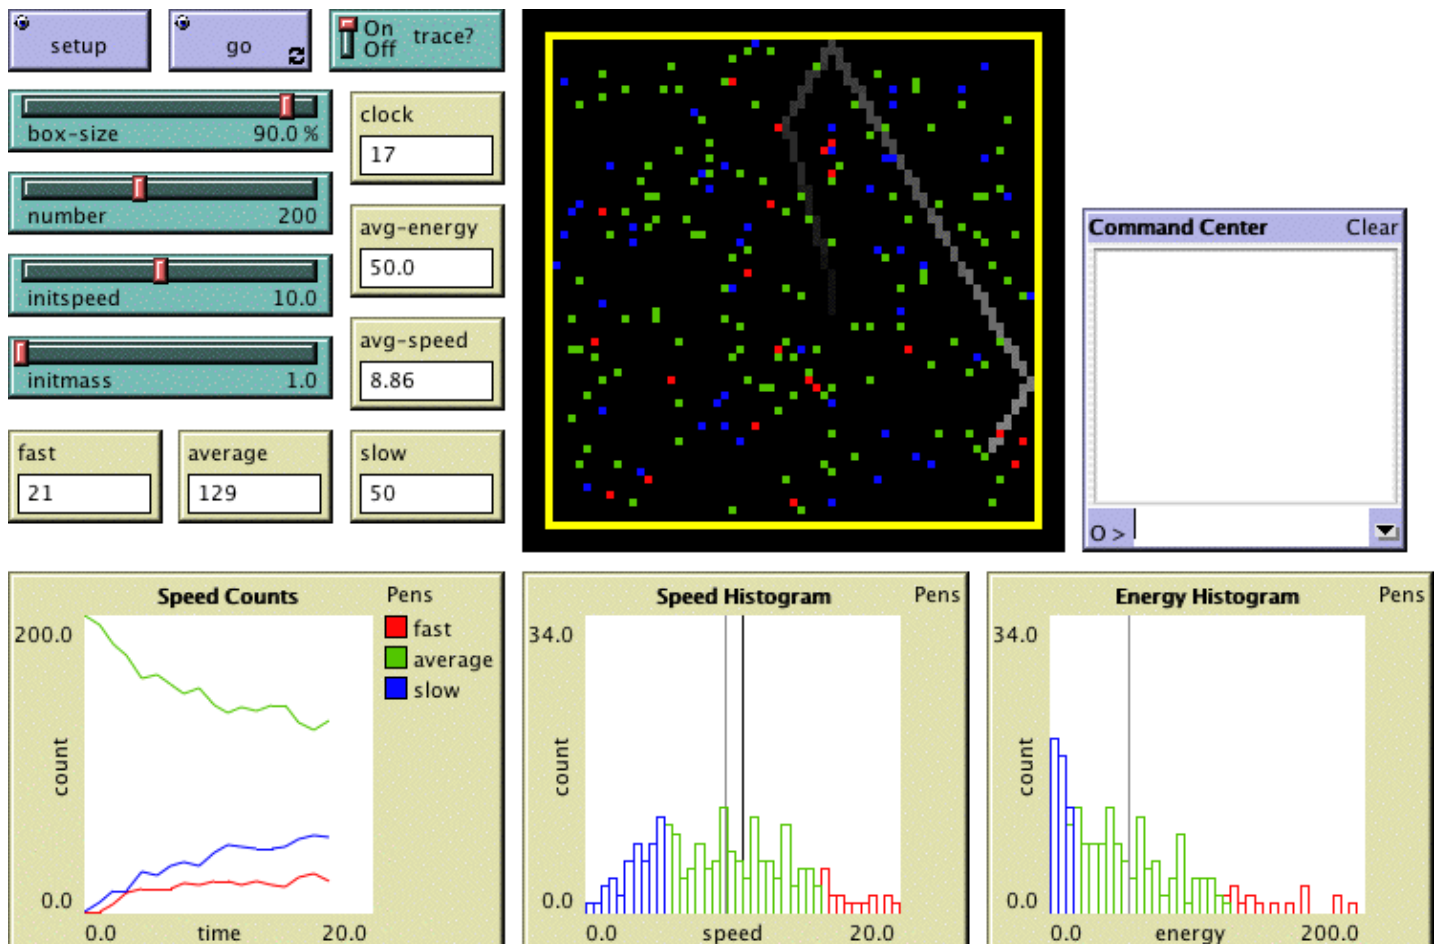 setup
go
On
Off
trace?
box-size 90.0 %
number 200
initspeed 10.0
initmass 1.0
clock
17
avg-energy
50.0
avg-speed
8.86
fast
21
average
129
slow
50
Command Center Clear
O >
Speed Counts Pens
200.0
fast
average
slow
count
0.0
0.0 time 20.0
Speed Histogram Pens
34.0
count
0.0
0.0 speed 20.0
Energy Histogram Pens
34.0
count
0.0
0.0 energy 200.0